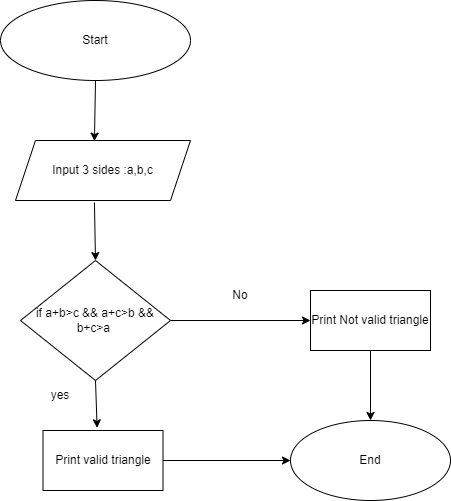 Start
Input 3 sides :a,b,c
if a+b>c && a+c>b &&
b+c>a
No
Print Not valid triangle
yes
Print valid triangle
End